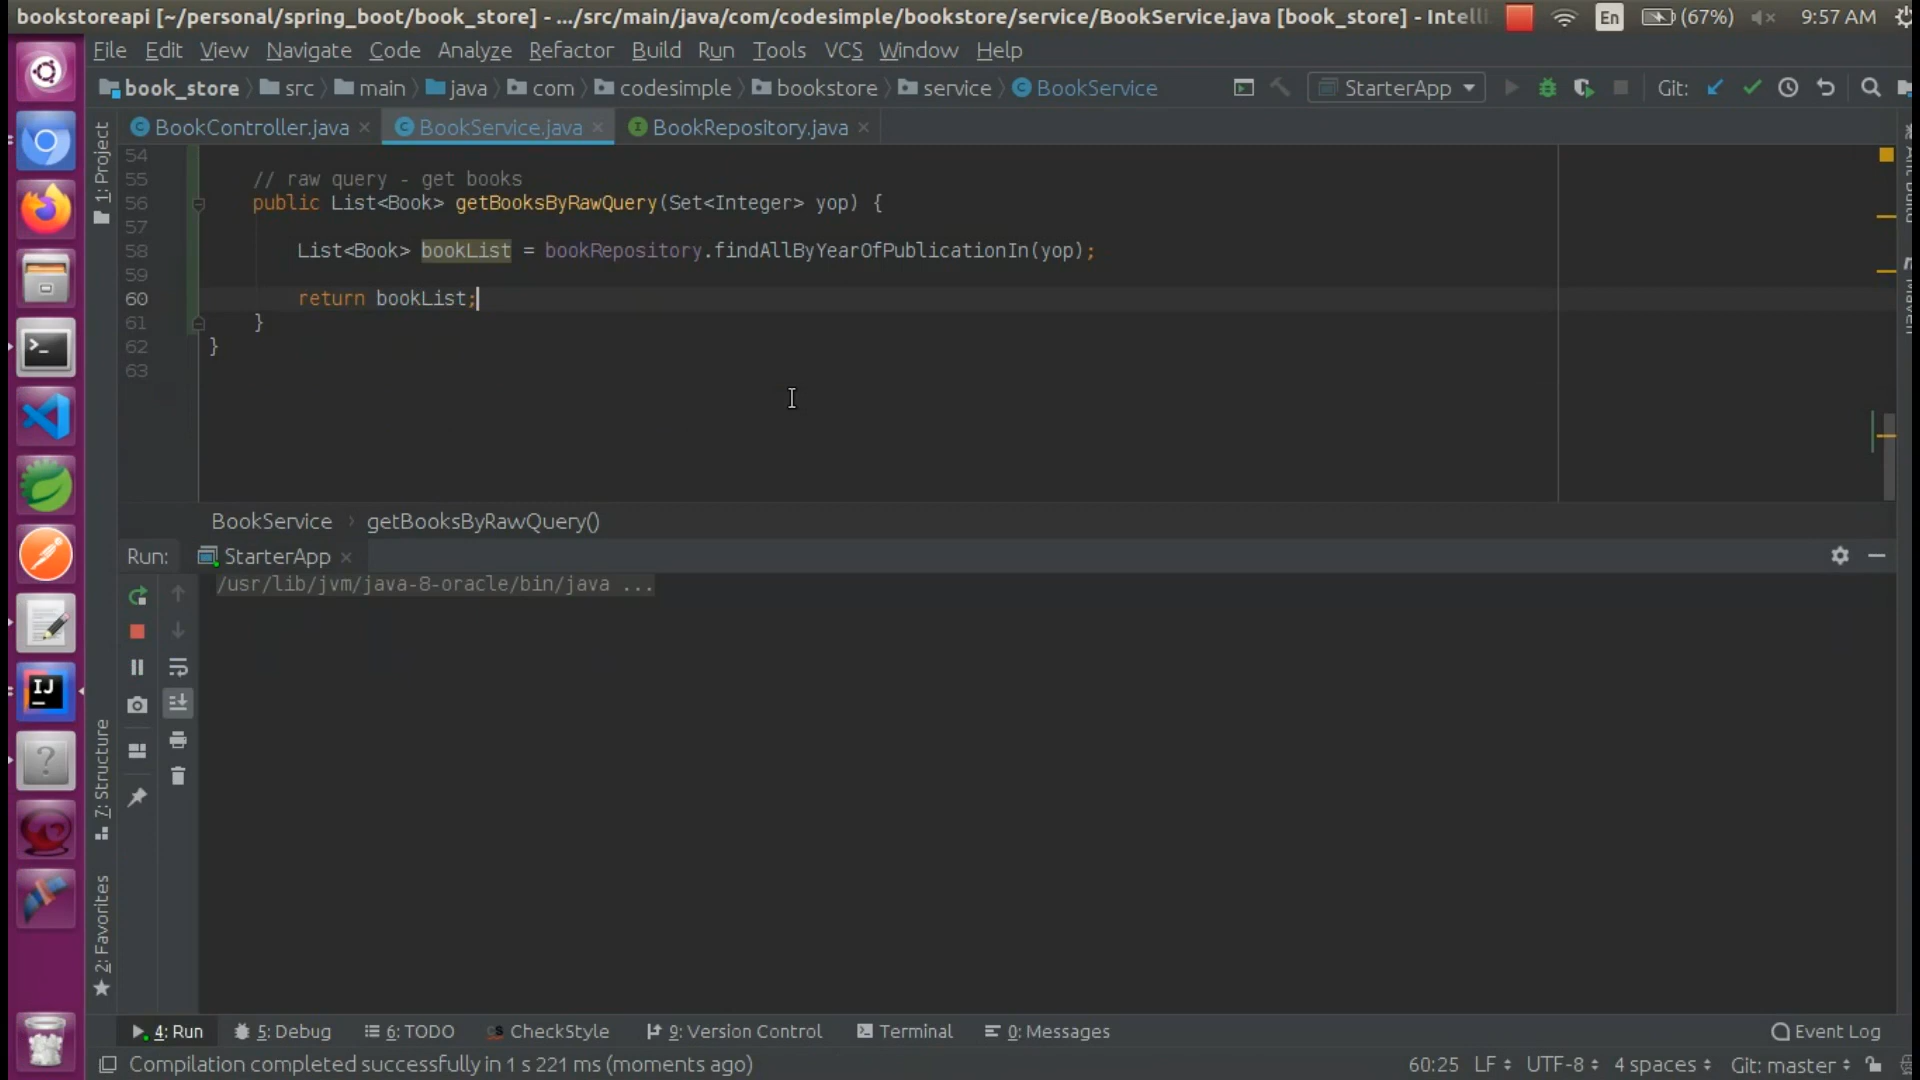 bookstoreapi [~/personal/spring_boot/book_store] - .../src/main/java/com/codesimple/bookstore/service/BookService.java [book_store] - Intelli
En
(67%)
9:57 AM
File Edit View Navigate Code Analyze Refactor Build Run Tools VCS Window Help
book_store src main java com codesimple bookstore service BookService
StarterApp
Git:
BookController.java BookService.java BookRepository.java
1: Project
54
55 // raw query - get books
56 public List<Book> getBooksByRawQuery(Set<Integer> yop) {
57
58 List<Book> bookList = bookRepository.findAllByYearOfPublicationIn(yop);
59
60 return bookList;
61 }
62 }
63
Maven
BookService getBooksByRawQuery()
Run: StarterApp
/usr/lib/jvm/java-8-oracle/bin/java ...
IJ
7: Structure
2: Favorites
4: Run 5: Debug 6: TODO CheckStyle 9: Version Control Terminal 0: Messages Event Log
Compilation completed successfully in 1 s 221 ms (moments ago)
60:25 LF UTF-8 4 spaces Git: master